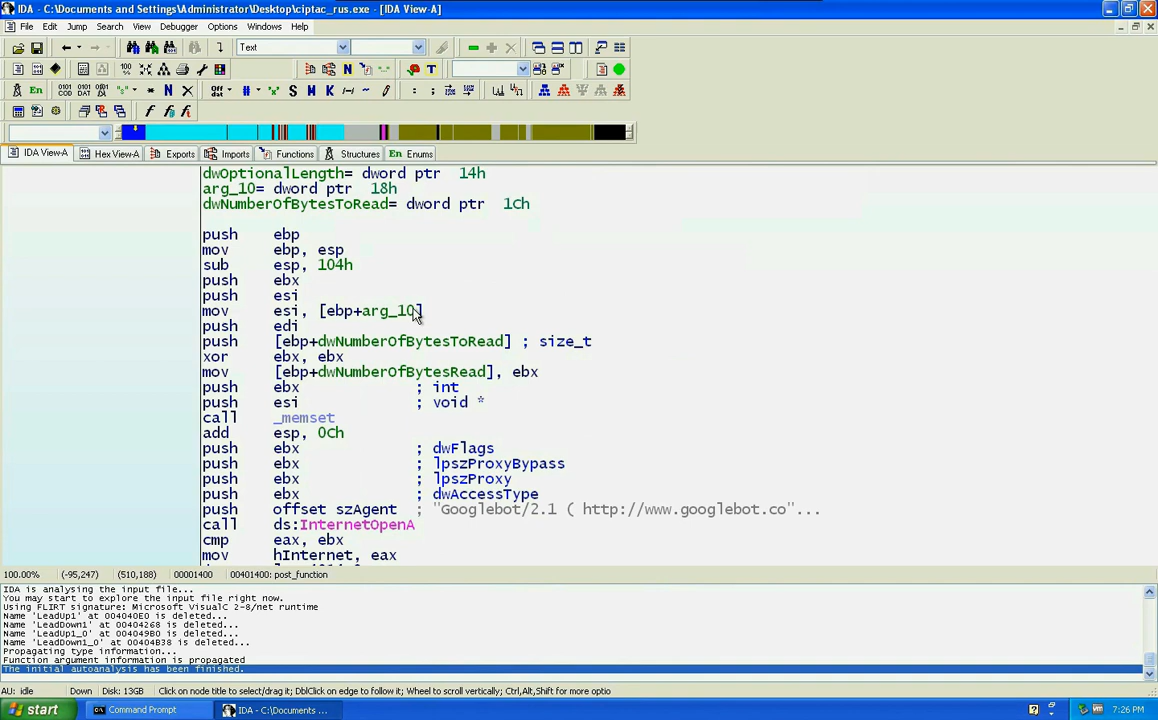 IDA - C:\Documents and Settings\Administrator\Desktop\ciptac_rus.exe - [IDA View-A]
File Edit Jump Search View Debugger Options Windows Help
Text
IDA View-A Hex View-A Exports Imports Functions Structures En Enums
dwOptionalLength= dword ptr  14h
arg_10= dword ptr  18h
dwNumberOfBytesToRead= dword ptr  1Ch
push ebp
mov ebp, esp
sub esp, 104h
push ebx
push esi
mov esi, [ebp+arg_10]
push edi
push [ebp+dwNumberOfBytesToRead] ; size_t
xor ebx, ebx
mov [ebp+dwNumberOfBytesRead], ebx
push ebx ; int
push esi ; void *
call _memset
add esp, 0Ch
push ebx ; dwFlags
push ebx ; lpszProxyBypass
push ebx ; lpszProxy
push ebx ; dwAccessType
push offset szAgent ; "Googlebot/2.1 ( http://www.googlebot.co"...
call ds:InternetOpenA
cmp eax, ebx
mov hInternet, eax
100.00% (-95,247) (510,188) 00001400 00401400: post_function
IDA is analysing the input file...
You may start to explore the input file right now.
Using FLIRT signature: Microsoft VisualC 2-8/net runtime
Name 'LeadUp1' at 004040E0 is deleted...
Name 'LeadDown1' at 00404268 is deleted...
Name 'LeadUp1_0' at 004049B0 is deleted...
Name 'LeadDown1_0' at 00404B38 is deleted...
Propagating type information...
Function argument information is propagated
The initial autoanalysis has been finished.
AU: idle Down Disk: 13GB Click on node title to select/drag it; DblClick on edge to follow it; Wheel to scroll vertically; Ctrl,Alt,Shift for more optio
start Command Prompt IDA - C:\Documents ... 7:26 PM